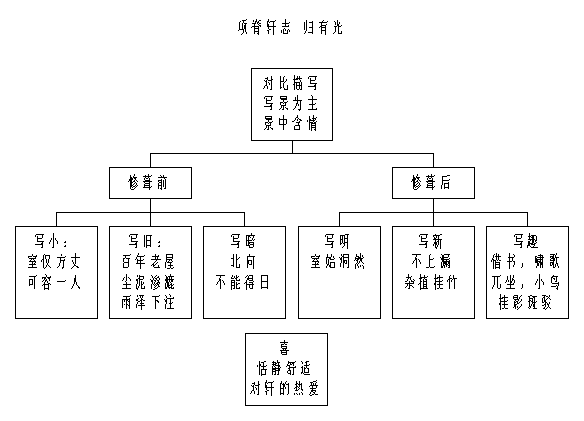 项脊轩志 归有光
对比描写
写景为主
景中含情
修葺前
修葺后
写小：
室仅方丈
可容一人
写旧：
百年老屋
尘泥渗漉
雨泽下注
写暗
北向
不能得日
写明
室始洞然
写新
不上漏
杂植桂竹
写趣
借书，啸歌
兀坐，小鸟
桂彩斑驳
喜
恬静舒适
对轩的热爱